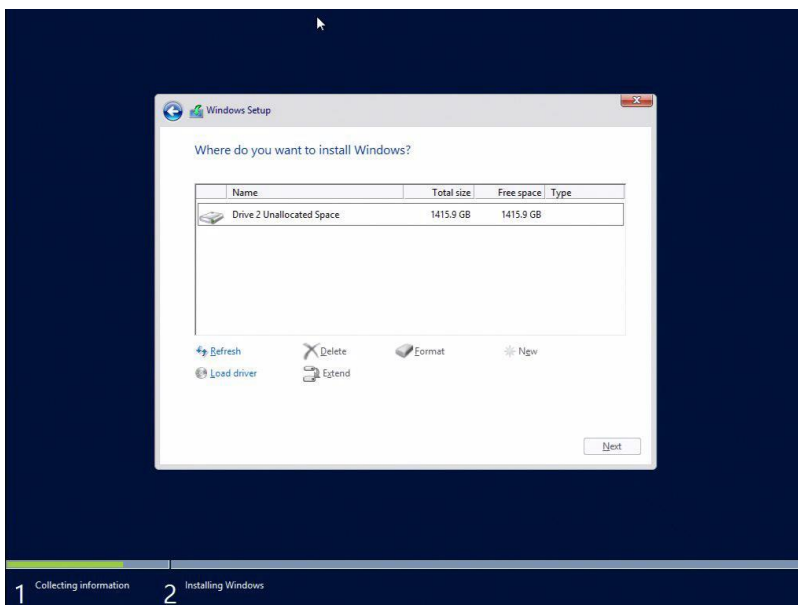 Windows Setup
Where do you want to install Windows?
Name Total size Free space Type
Drive 2 Unallocated Space 1415.9 GB 1415.9 GB
Refresh Delete Format New
Load driver Extend
Next
1 Collecting information 2 Installing Windows